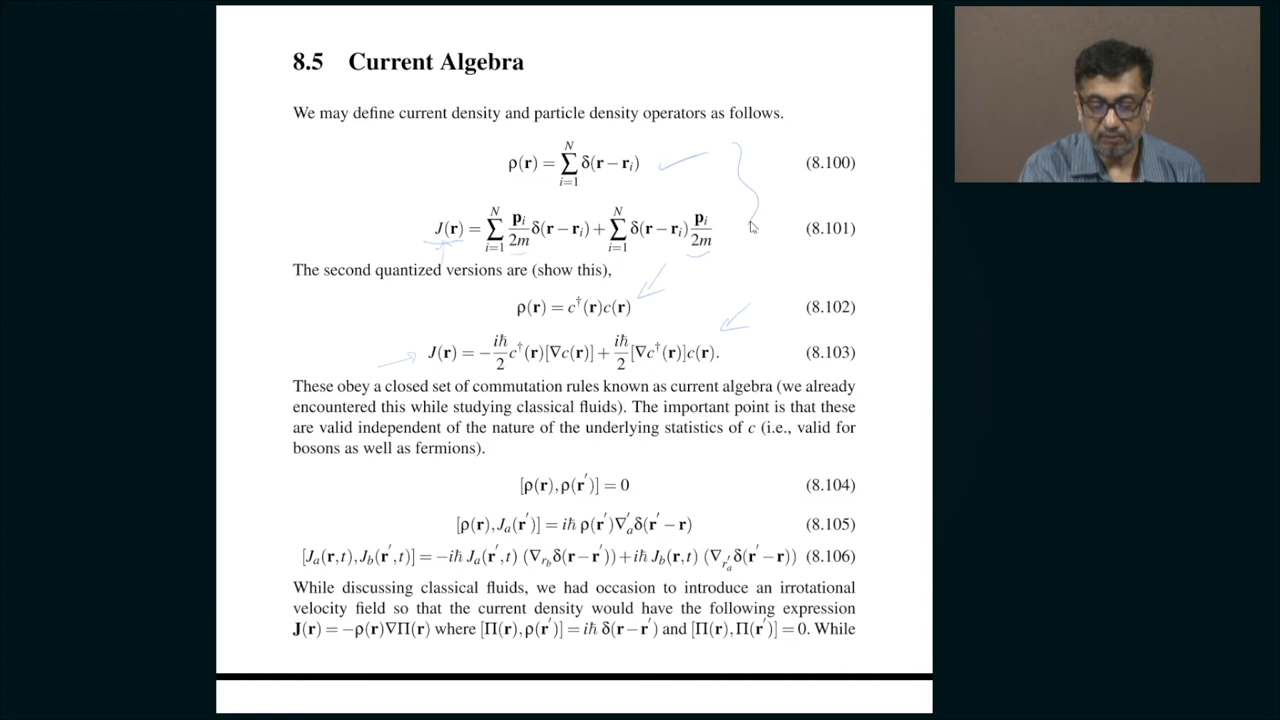 8.5 Current Algebra
We may define current density and particle density operators as follows.
ρ(r) = ∑_{i=1}^{N} δ(r − r_i) (8.100)
J(r) = ∑_{i=1}^{N} p_i/2m δ(r − r_i) + ∑_{i=1}^{N} δ(r − r_i) p_i/2m (8.101)
The second quantized versions are (show this),
ρ(r) = c†(r)c(r) (8.102)
J(r) = −iℏ/2 c†(r)[∇c(r)] + iℏ/2 [∇c†(r)]c(r). (8.103)
These obey a closed set of commutation rules known as current algebra (we already
encountered this while studying classical fluids). The important point is that these
are valid independent of the nature of the underlying statistics of c (i.e., valid for
bosons as well as fermions).
[ρ(r), ρ(r′)] = 0 (8.104)
[ρ(r), J_a(r′)] = iℏ ρ(r′)∇′_a δ(r′ − r) (8.105)
[J_a(r,t), J_b(r′,t)] = −iℏ J_a(r′,t) (∇_{r_b} δ(r − r′)) + iℏ J_b(r,t) (∇_{r′_a} δ(r′ − r)) (8.106)
While discussing classical fluids, we had occasion to introduce an irrotational
velocity field so that the current density would have the following expression
J(r) = −ρ(r)∇Π(r) where [Π(r), ρ(r′)] = iℏ δ(r − r′) and [Π(r), Π(r′)] = 0. While